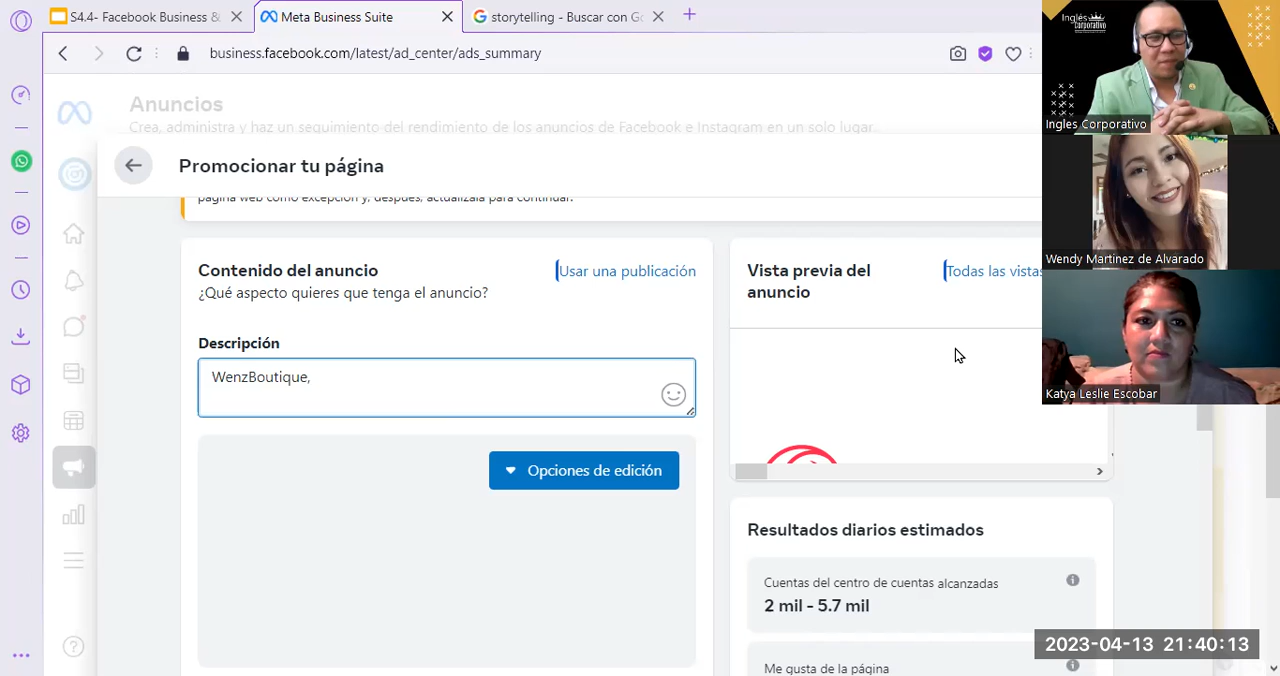 S4.4- Facebook Business &
Meta Business Suite
storytelling - Buscar con Go
business.facebook.com/latest/ad_center/ads_summary
Anuncios
Crea, administra y haz un seguimiento del rendimiento de los anuncios de Facebook e Instagram en un solo lugar.
Promocionar tu página
página web como excepción y, después, actualízala para continuar.
Contenido del anuncio
Usar una publicación
¿Qué aspecto quieres que tenga el anuncio?
Descripción
WenzBoutique,
Opciones de edición
Vista previa del
anuncio
Todas las vistas
Resultados diarios estimados
Cuentas del centro de cuentas alcanzadas
2 mil - 5.7 mil
Me gusta de la página
Inglés
Corporativo
Ingles Corporativo
Wendy Martinez de Alvarado
Katya Leslie Escobar
2023-04-13 21:40:13